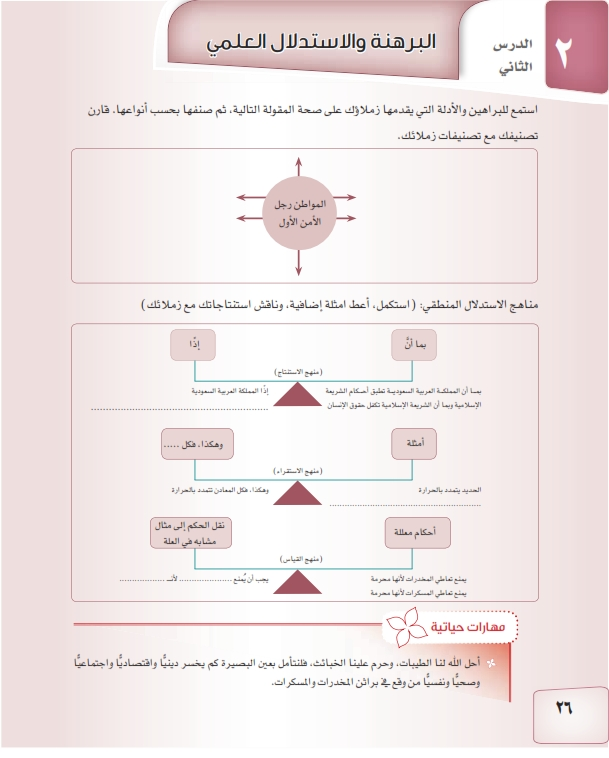 ٢
الدرس
الثاني
البرهنة والاستدلال العلمي
استمع للبراهين والأدلة التي يقدمها زملاؤك على صحة المقولة التالية، ثم صنفها بحسب أنواعها. قارن
تصنيفك مع تصنيفات زملائك.
المواطن رجل
الأمن الأول
مناهج الاستدلال المنطقي: (استكمل، أعط امثلة إضافية، وناقش استنتاجاتك مع زملائك)
بما أنَّ
إذًا
(منهج الاستنتاج)
بمـا أن المملكـة العربية السعوديـة تطبق أحـكام الشريعة
الإسلامية وبما أن الشريعة الإسلامية تكفل حقوق الإنسان
إذًا المملكة العربية السعودية
................................................
أمثلة
وهكذا، فكل .....
(منهج الاستقراء)
الحديد يتمدد بالحرارة
................................................
وهكذا، فكل المعادن تتمدد بالحرارة
أحكام معللة
نقل الحكم إلى مثال
مشابه في العلة
(منهج القياس)
يمنع تعاطي المخدرات لأنها محرمة
يمنع تعاطي المسكرات لأنها محرمة
يجب أن يُمنع ..................... لأنـه ..................
مهارات حياتية
أحل الله لنا الطيبات، وحرم علينا الخبائث، فلنتأمل بعين البصيرة كم يخسر دينيًّا واقتصاديًّا واجتماعيًّا
وصحيًّا ونفسيًّا من وقع في براثن المخدرات والمسكرات.
٢٦